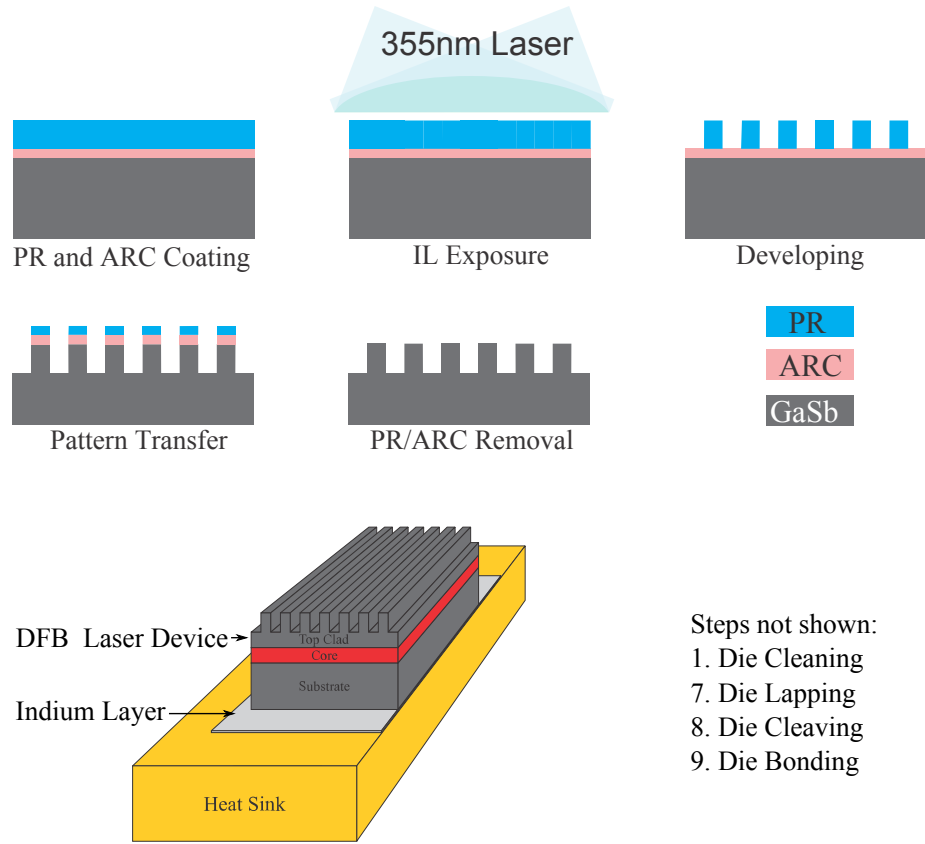 355nm Laser
PR and ARC Coating
IL Exposure
Developing
Pattern Transfer
PR/ARC Removal
PR
ARC
GaSb
DFB Laser Device
Top Clad
Core
Substrate
Indium Layer
Heat Sink
Steps not shown:
1. Die Cleaning
7. Die Lapping
8. Die Cleaving
9. Die Bonding